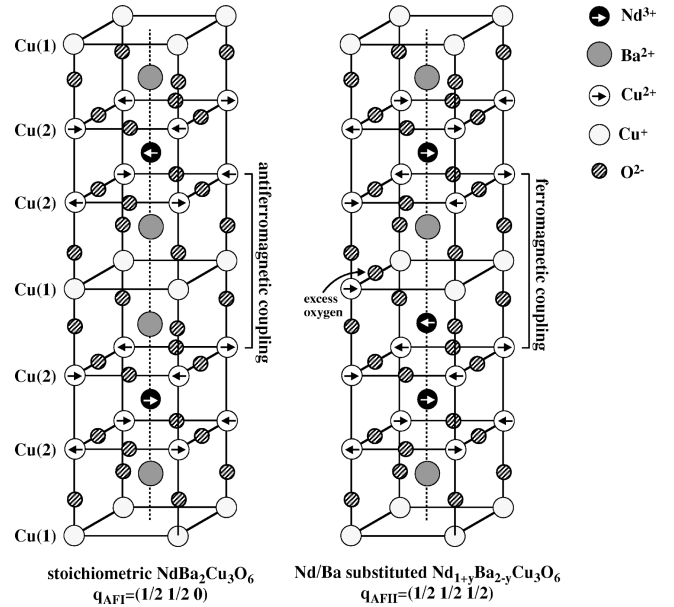 Nd³⁺
Ba²⁺
Cu²⁺
Cu⁺
O²⁻
Cu(1)
Cu(2)
Cu(2)
Cu(1)
Cu(2)
Cu(2)
Cu(1)
antiferromagnetic coupling
excess
oxygen
ferromagnetic coupling
stoichiometric NdBa₂Cu₃O₆
q_AFI=(1/2 1/2 0)
Nd/Ba substituted Nd₁₊yBa₂₋yCu₃O₆
q_AFII=(1/2 1/2 1/2)